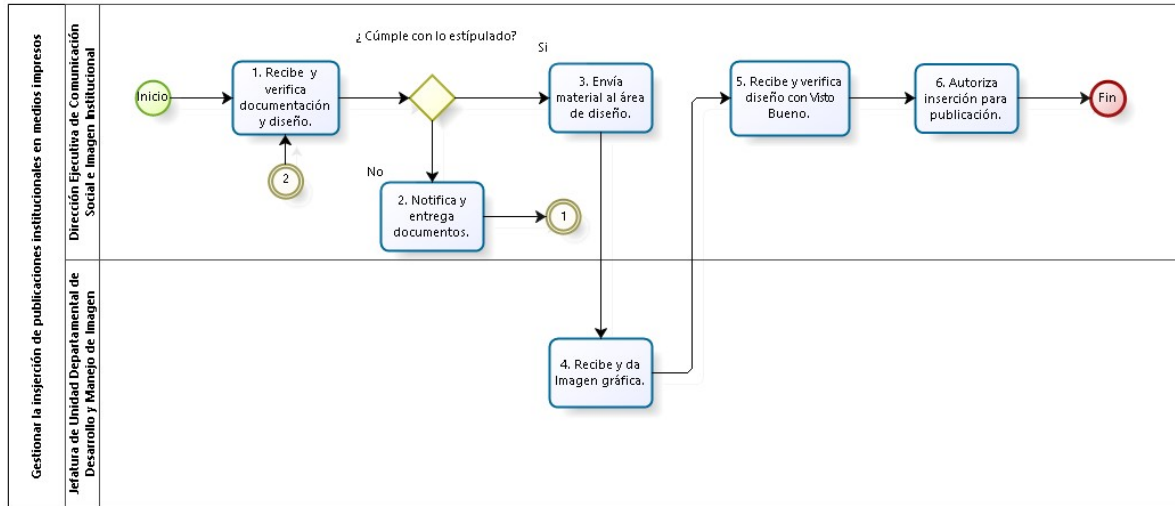 Gestionar la insjerción de publicaciones institucionales en medios impresos
Dirección Ejecutiva de Comunicación
Social e Imagen Institucional
Inicio
1. Recibe y
verifica
documentación
y diseño.
2
¿ Cúmple con lo estípulado?
Si
No
2. Notifica y
entrega
documentos.
1
3. Envía
material al área
de diseño.
5. Recibe y verifica
diseño con Visto
Bueno.
6. Autoriza
inserción para
publicación.
Fin
Jefatura de Unidad Departamental de
Desarrollo y Manejo de Imagen
4. Recibe y da
Imagen gráfica.